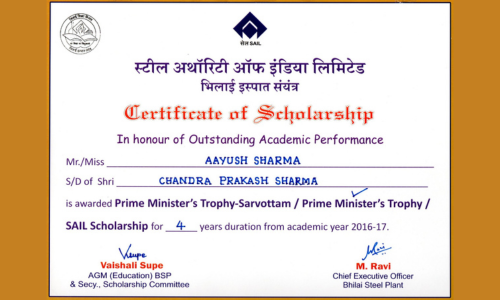 सेल SAIL
स्टील अथॉरिटी ऑफ इंडिया लिमिटेड
भिलाई इस्पात संयंत्र
Certificate of Scholarship
In honour of Outstanding Academic Performance
Mr./Miss AAYUSH SHARMA
S/D of Shri CHANDRA PRAKASH SHARMA
is awarded Prime Minister's Trophy-Sarvottam / Prime Minister's Trophy /
SAIL Scholarship for 4 years duration from academic year 2016-17.
Vaishali Supe
AGM (Education) BSP
& Secy., Scholarship Committee
M. Ravi
Chief Executive Officer
Bhilai Steel Plant